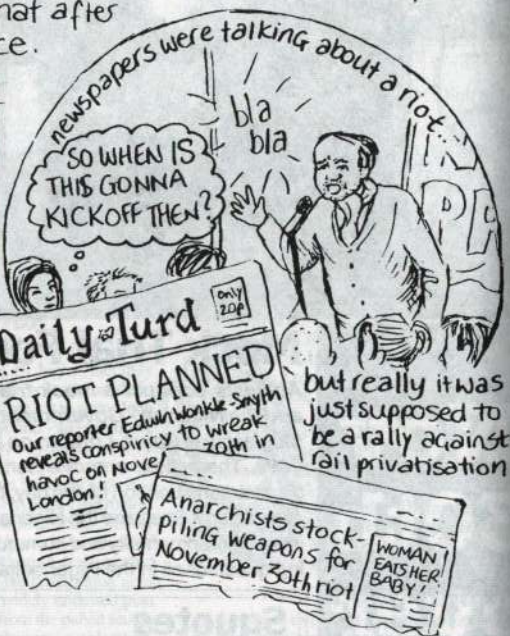 hat after
ce.
newspapers were talking about a riot...
bla
bla
SO WHEN IS
THIS GONNA
KICKOFF THEN?
PA
Daily Turd
only
20p
RIOT PLANNED
Our reporter Edwin Wonkle-Smyth
reveals conspiricy to wreak
havoc on Nove 30th in
London!
Anarchists stock-
piling weapons for
November 30th riot
WOMAN
EATS HER
BABY!
but really it was
just supposed to
be a rally against
rail privatisation